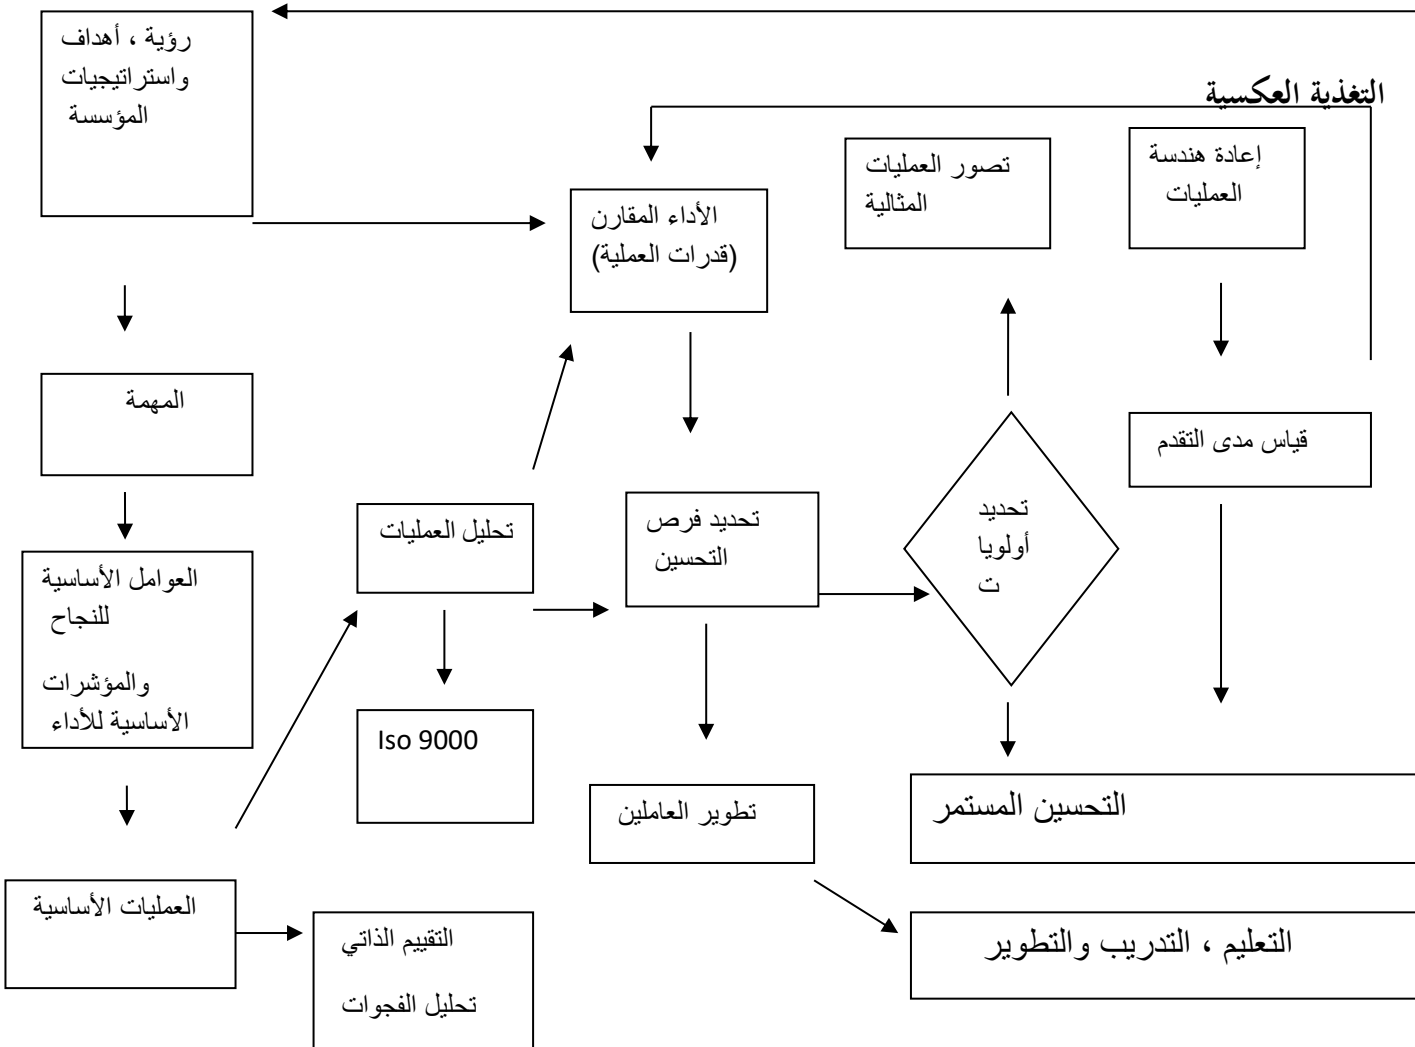 رؤية ، أهداف
واستراتيجيات
المؤسسة
التغذية العكسية
إعادة هندسة
العمليات
تصور العمليات
المثالية
الأداء المقارن
(قدرات العملية)
المهمة
قياس مدى التقدم
تحديد
أولويا
ت
تحديد فرص
التحسين
تحليل العمليات
العوامل الأساسية
للنجاح
والمؤشرات
الأساسية للأداء
Iso 9000
تطوير العاملين
التحسين المستمر
العمليات الأساسية
التقييم الذاتي
تحليل الفجوات
التعليم ، التدريب والتطوير